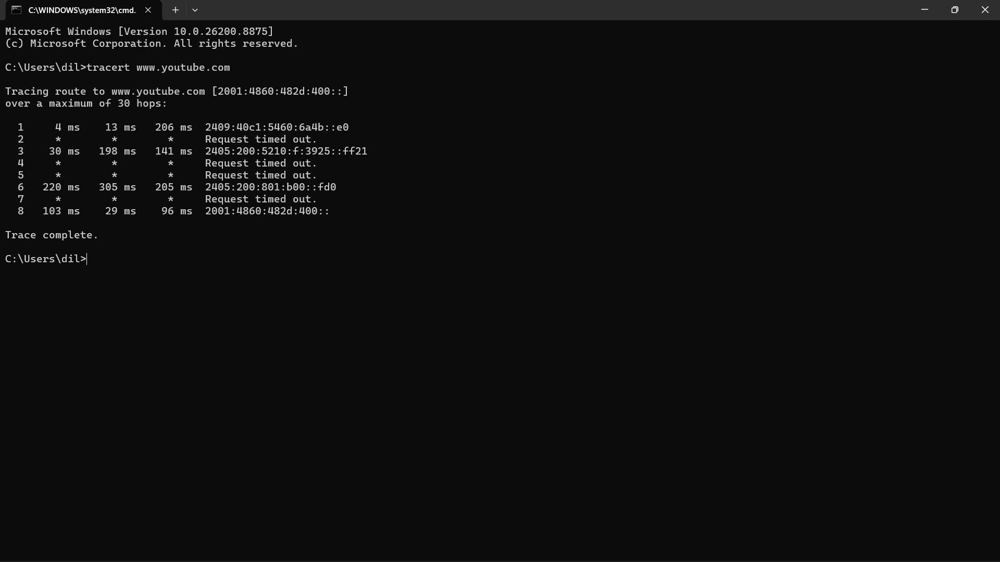 C:\WINDOWS\system32\cmd.
Microsoft Windows [Version 10.0.26200.8875]
(c) Microsoft Corporation. All rights reserved.
C:\Users\dil>tracert www.youtube.com
Tracing route to www.youtube.com [2001:4860:482d:400::]
over a maximum of 30 hops:
  1     4 ms    13 ms   206 ms  2409:40c1:5460:6a4b::e0
  2     *        *        *     Request timed out.
  3    30 ms   198 ms   141 ms  2405:200:5210:f:3925::ff21
  4     *        *        *     Request timed out.
  5     *        *        *     Request timed out.
  6   220 ms   305 ms   205 ms  2405:200:801:b00::fd0
  7     *        *        *     Request timed out.
  8   103 ms    29 ms    96 ms  2001:4860:482d:400::
Trace complete.
C:\Users\dil>